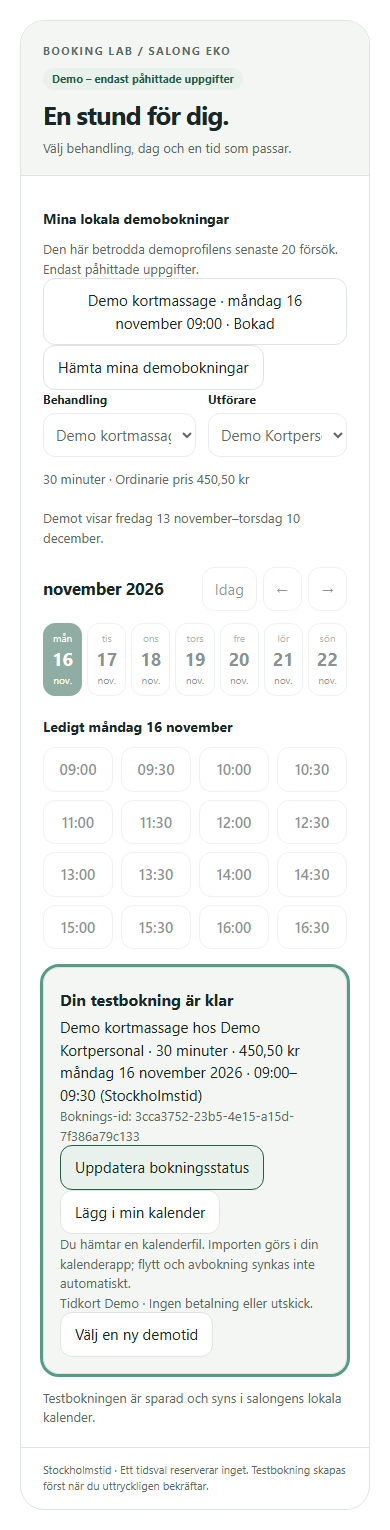 BOOKING LAB / SALONG EKO
Demo – endast påhittade uppgifter
En stund för dig.
Välj behandling, dag och en tid som passar.
Mina lokala demobokningar
Den här betrodda demoprofilens senaste 20 försök.
Endast påhittade uppgifter.
Demo kortmassage · måndag 16
november 09:00 · Bokad
Hämta mina demobokningar
Behandling Utförare
Demo kortmassag Demo Kortpers
30 minuter · Ordinarie pris 450,50 kr
Demot visar fredag 13 november–torsdag 10
december.
november 2026 Idag ← →
mån tis ons tors fre lör sön
16 17 18 19 20 21 22
nov. nov. nov. nov. nov. nov. nov.
Ledigt måndag 16 november
09:00 09:30 10:00 10:30
11:00 11:30 12:00 12:30
13:00 13:30 14:00 14:30
15:00 15:30 16:00 16:30
Din testbokning är klar
Demo kortmassage hos Demo
Kortpersonal · 30 minuter · 450,50 kr
måndag 16 november 2026 · 09:00–
09:30 (Stockholmstid)
Boknings-id: 3cca3752-23b5-4e15-a15d-
7f386a79c133
Uppdatera bokningsstatus
Lägg i min kalender
Du hämtar en kalenderfil. Importen görs i din
kalenderapp; flytt och avbokning synkas inte
automatiskt.
Tidkort Demo · Ingen betalning eller utskick.
Välj en ny demotid
Testbokningen är sparad och syns i salongens lokala
kalender.
Stockholmstid · Ett tidsval reserverar inget. Testbokning skapas
först när du uttryckligen bekräftar.